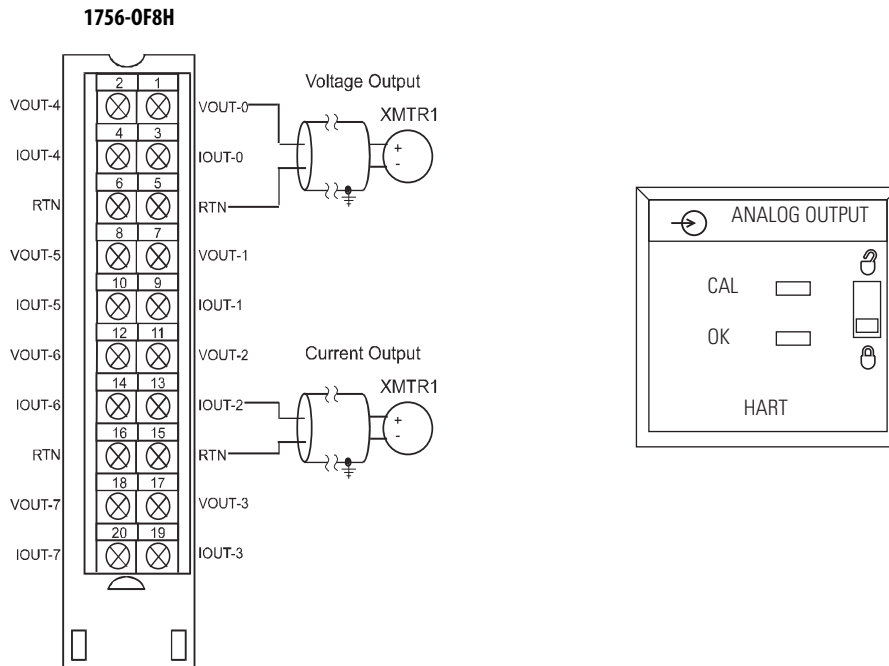 1756-OF8H
Voltage Output
XMTR1
+
-
2 1
VOUT-4 VOUT-0
4 3
IOUT-4 IOUT-0
6 5
RTN RTN
8 7
VOUT-5 VOUT-1
10 9
IOUT-5 IOUT-1
12 11
VOUT-6 VOUT-2
14 13
IOUT-6 IOUT-2
16 15
RTN RTN
18 17
VOUT-7 VOUT-3
20 19
IOUT-7 IOUT-3
Current Output
XMTR1
+
-
ANALOG OUTPUT
CAL
OK
HART